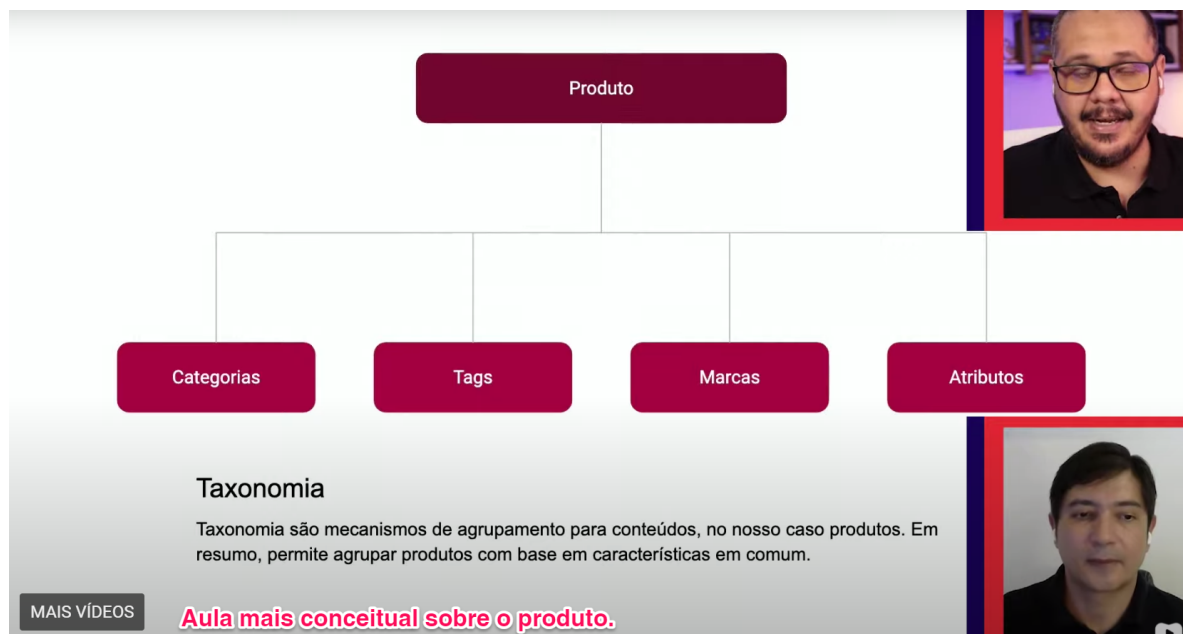 Produto
Categorias
Tags
Marcas
Atributos
Taxonomia
Taxonomia são mecanismos de agrupamento para conteúdos, no nosso caso produtos. Em
resumo, permite agrupar produtos com base em características em comum.
MAIS VÍDEOS
Aula mais conceitual sobre o produto.